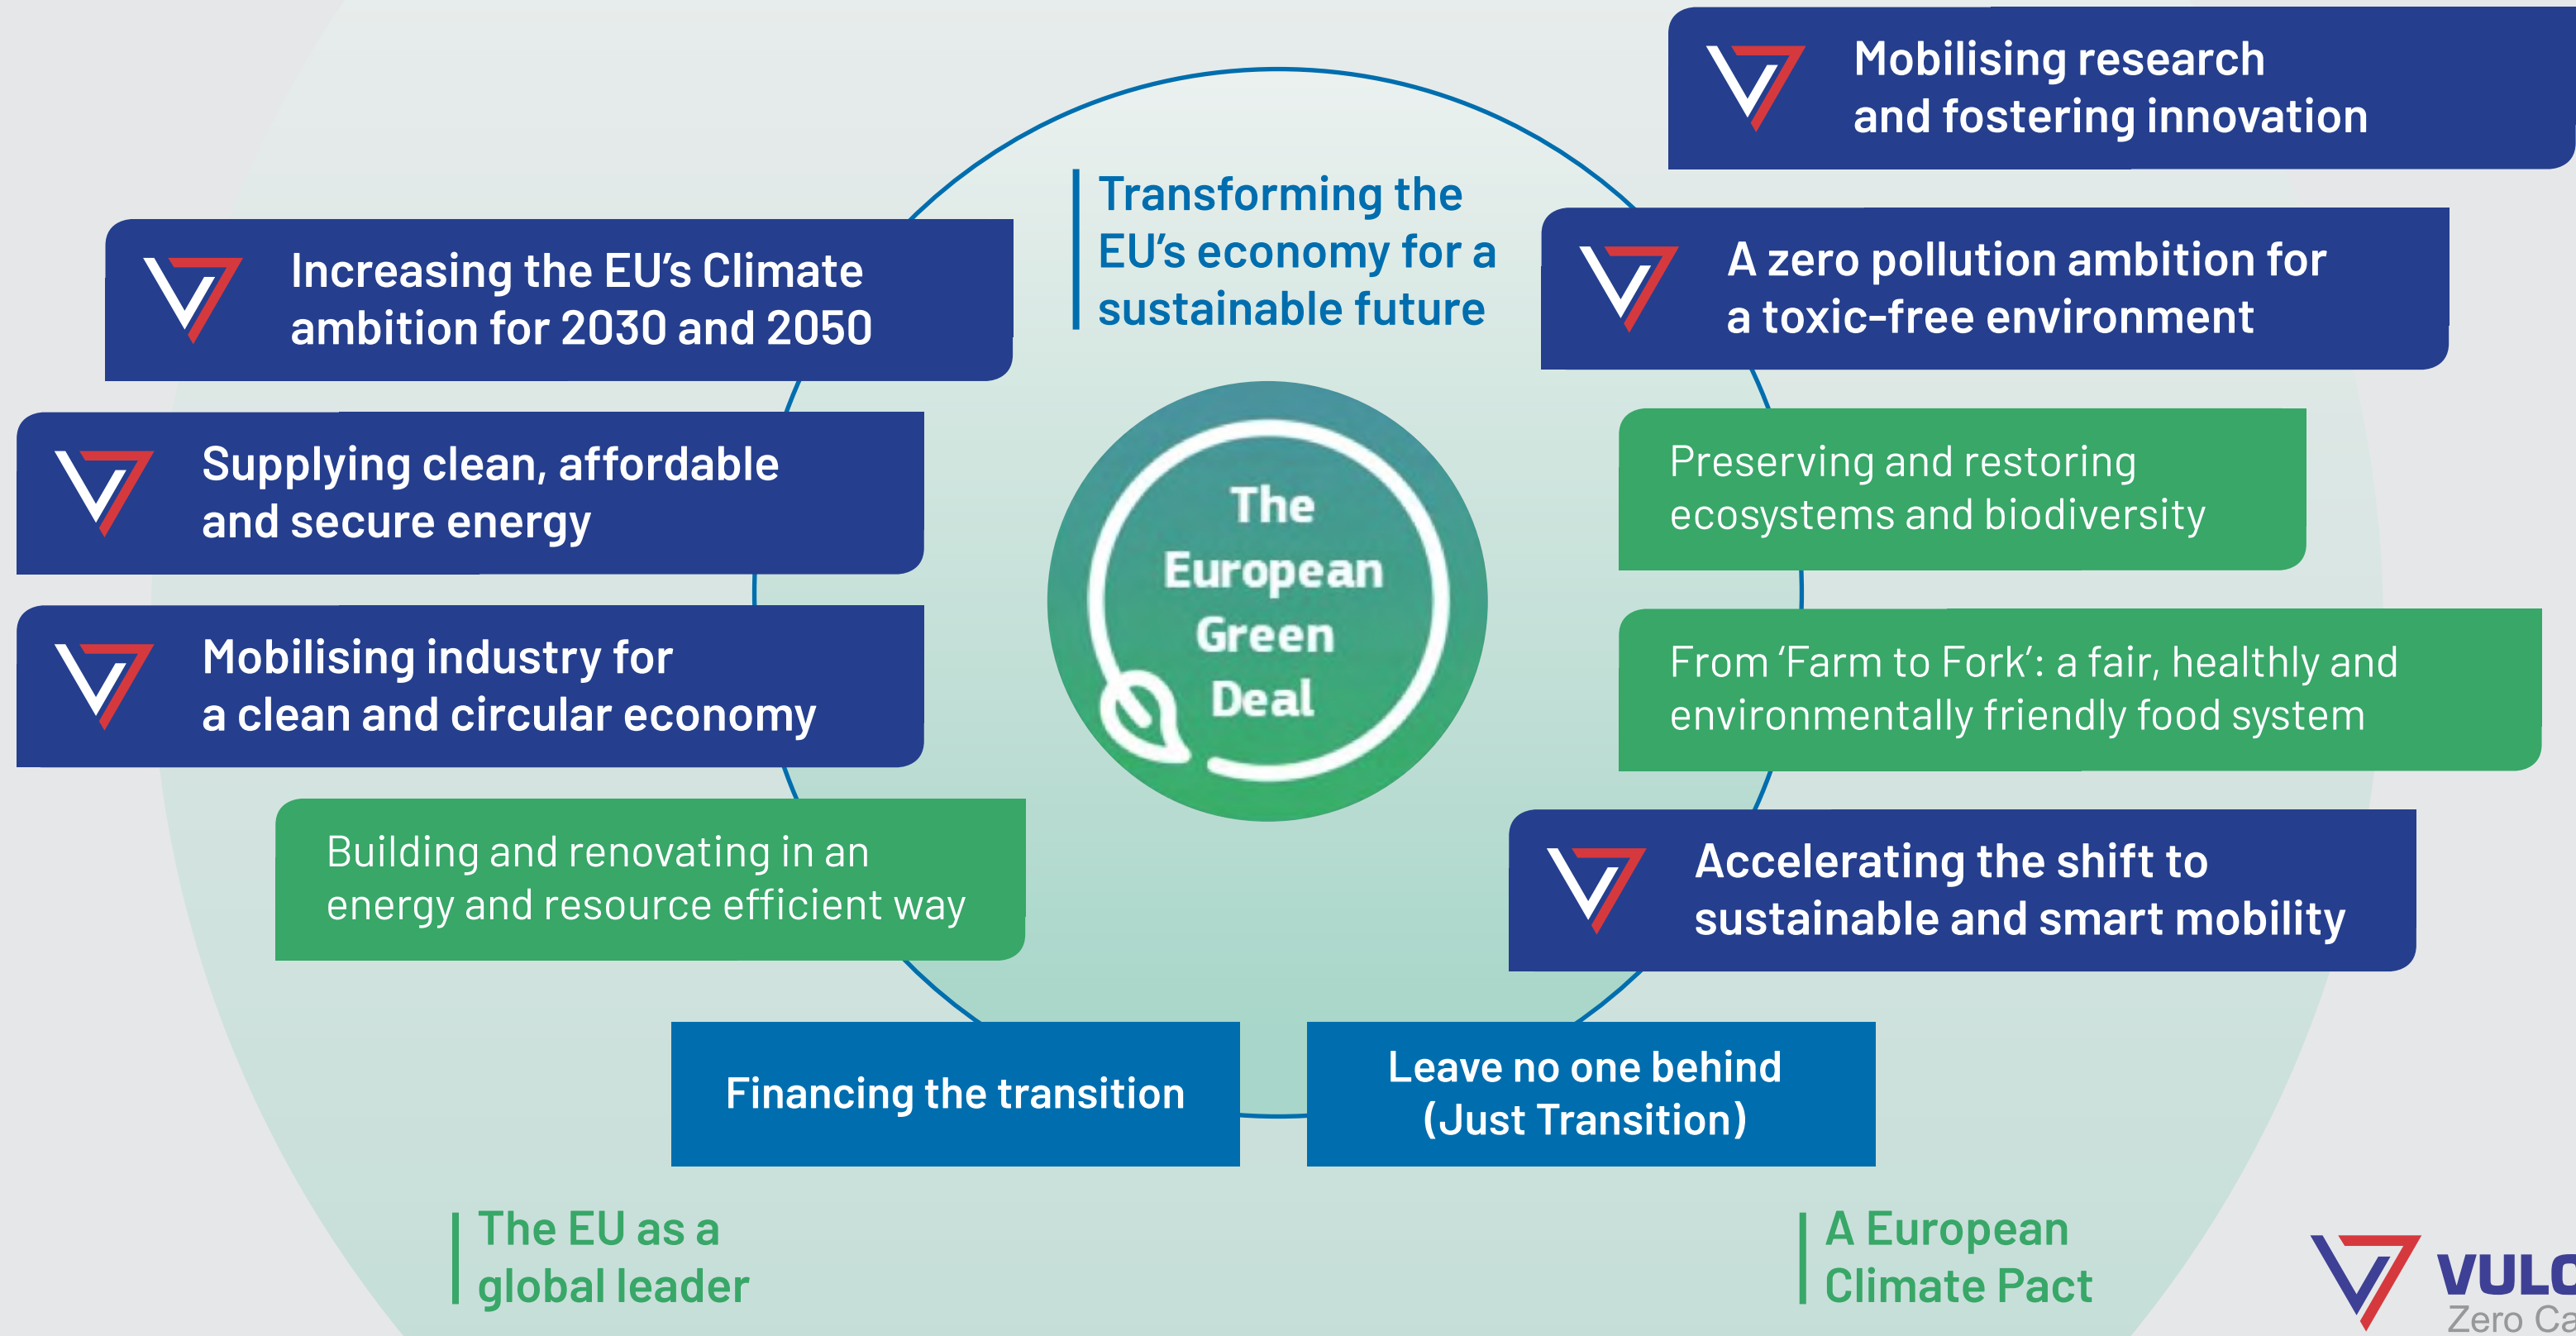 Mobilising research
and fostering innovation
Transforming the
EU's economy for a
sustainable future
Increasing the EU's Climate
ambition for 2030 and 2050
A zero pollution ambition for
a toxic-free environment
Supplying clean, affordable
and secure energy
Preserving and restoring
ecosystems and biodiversity
The
European
Green
Deal
Mobilising industry for
a clean and circular economy
From ‘Farm to Fork’: a fair, healthly and
environmentally friendly food system
Building and renovating in an
energy and resource efficient way
Accelerating the shift to
sustainable and smart mobility
Financing the transition
Leave no one behind
(Just Transition)
The EU as a
global leader
A European
Climate Pact
Zero